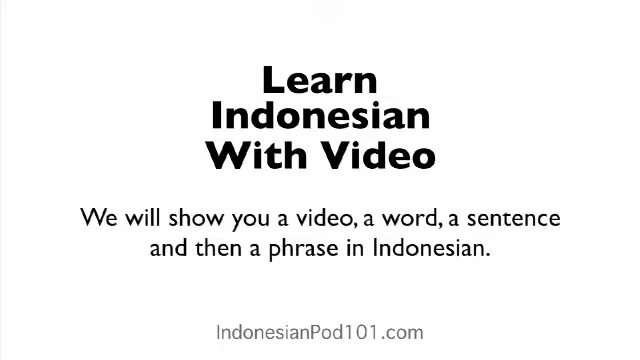 Learn
Indonesian
With Video
We will show you a video, a word, a sentence
and then a phrase in Indonesian.
IndonesianPod101.com